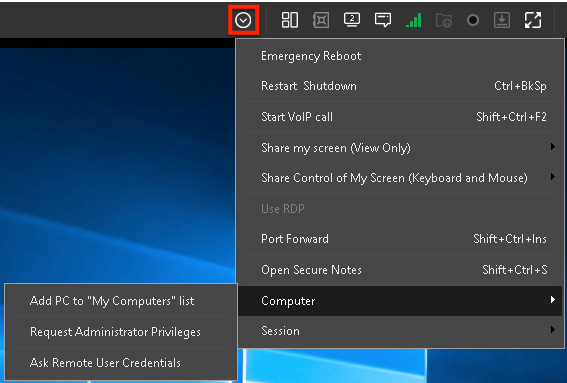 2
Emergency Reboot
Restart Shutdown Ctrl+BkSp
Start VoIP call Shift+Ctrl+F2
Share my screen (View Only)
Share Control of My Screen (Keyboard and Mouse)
Use RDP
Port Forward Shift+Ctrl+Ins
Open Secure Notes Shift+Ctrl+S
Computer
Session
Add PC to "My Computers" list
Request Administrator Privileges
Ask Remote User Credentials